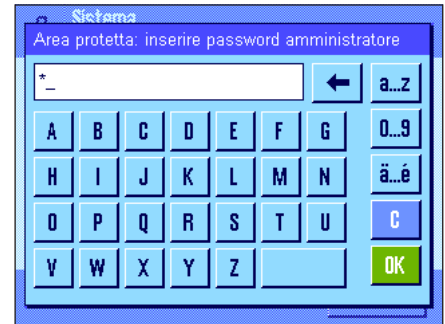 Sistema
Area protetta: inserire password amministratore
*_
a...z
A B C D E F G
0...9
H I J K L M N
ä...é
O P Q R S T U
C
V W X Y Z
OK